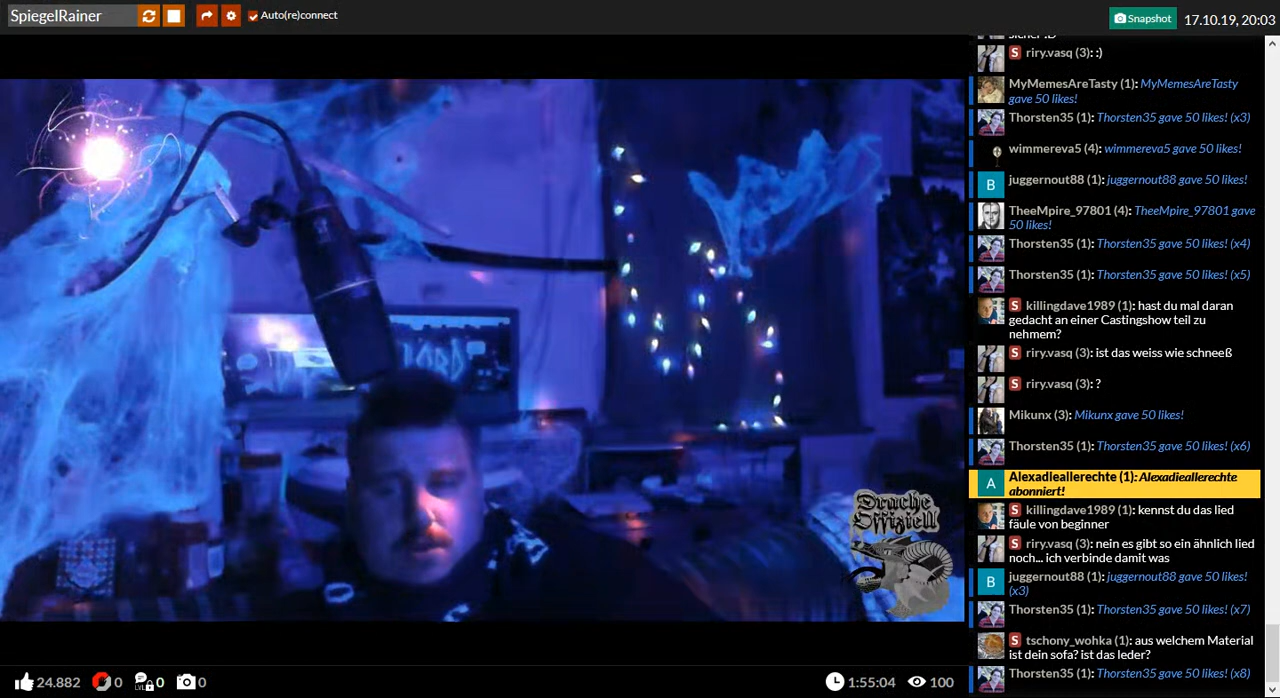 SpiegelRainer
Auto(re)connect
Snapshot
17.10.19, 20:03
S riry.vasq (3): :)
MyMemesAreTasty (1): MyMemesAreTasty
gave 50 likes!
Thorsten35 (1): Thorsten35 gave 50 likes! (x3)
wimmereva5 (4): wimmereva5 gave 50 likes!
B juggernout88 (1): juggernout88 gave 50 likes!
TheeMpire_97801 (4): TheeMpire_97801 gave
50 likes!
Thorsten35 (1): Thorsten35 gave 50 likes! (x4)
Thorsten35 (1): Thorsten35 gave 50 likes! (x5)
S killingdave1989 (1): hast du mal daran
gedacht an einer Castingshow teil zu
nehmem?
S riry.vasq (3): ist das weiss wie schneeß
S riry.vasq (3): ?
Mikunx (3): Mikunx gave 50 likes!
Thorsten35 (1): Thorsten35 gave 50 likes! (x6)
A Alexadieallerechte (1): Alexadieallerechte
abonniert!
S killingdave1989 (1): kennst du das lied
fäule von beginner
S riry.vasq (3): nein es gibt so ein ähnlich lied
noch... ich verbinde damit was
B juggernout88 (1): juggernout88 gave 50 likes!
(x3)
Thorsten35 (1): Thorsten35 gave 50 likes! (x7)
S tschony_wohka (1): aus welchem Material
ist dein sofa? ist das leder?
Thorsten35 (1): Thorsten35 gave 50 likes! (x8)
Drache
Offiziell
24.882
0
LVL
0
0
1:55:04
100